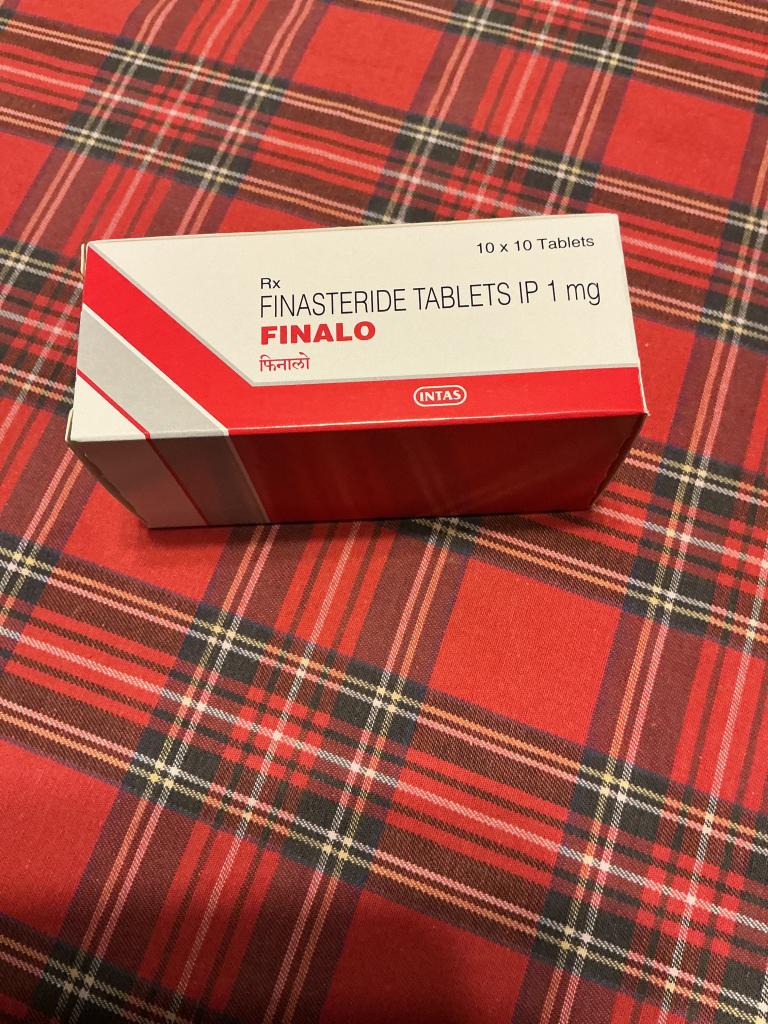 10 x 10 Tablets
Rx
FINASTERIDE TABLETS IP 1 mg
FINALO
फिनालो
INTAS